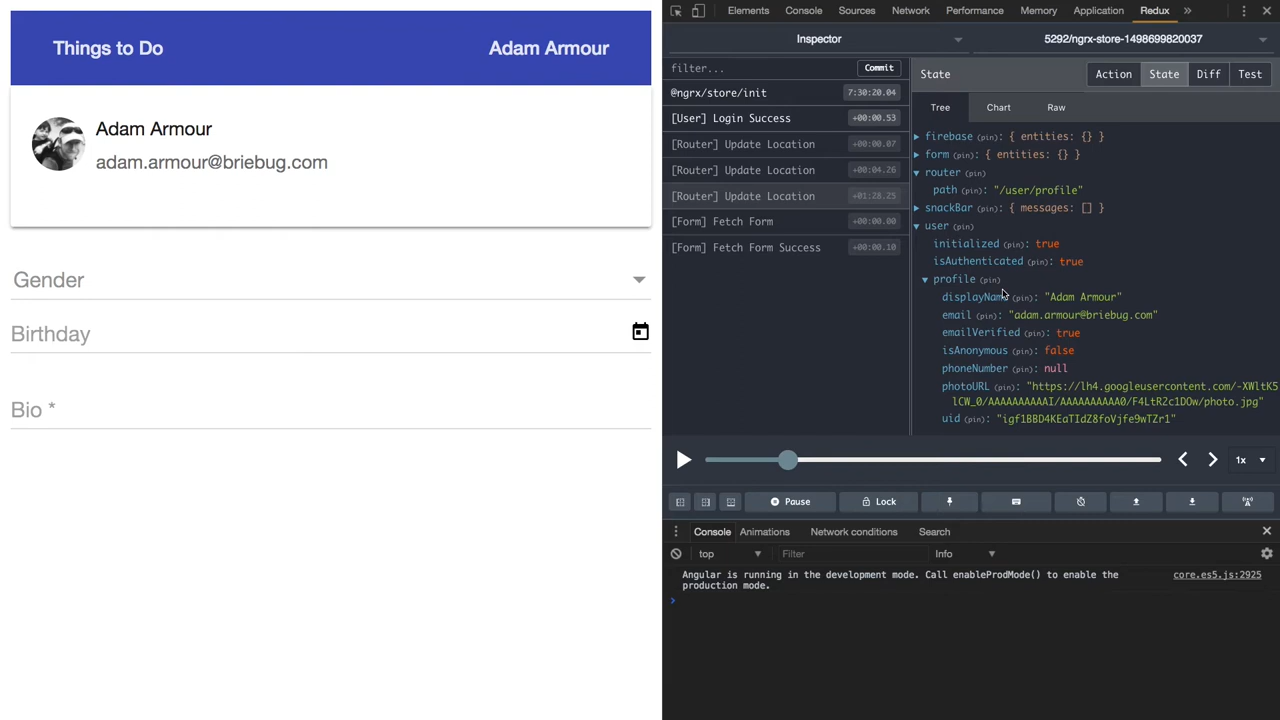 Things to Do
Adam Armour
Adam Armour
adam.armour@briebug.com
Gender
Birthday
Bio *
Elements Console Sources Network Performance Memory Application Redux »
Inspector
5292/ngrx-store-1498699820037
filter...
Commit
@ngrx/store/init 7:30:20.04
[User] Login Success +00:00.53
[Router] Update Location +00:00.07
[Router] Update Location +00:04.26
[Router] Update Location +01:28.25
[Form] Fetch Form +00:00.00
[Form] Fetch Form Success +00:00.10
State
Action State Diff Test
Tree Chart Raw
firebase (pin): { entities: {} }
form (pin): { entities: {} }
router (pin)
path (pin): "/user/profile"
snackBar (pin): { messages: [] }
user (pin)
initialized (pin): true
isAuthenticated (pin): true
profile (pin)
displayName (pin): "Adam Armour"
email (pin): "adam.armour@briebug.com"
emailVerified (pin): true
isAnonymous (pin): false
phoneNumber (pin): null
photoURL (pin): "https://lh4.googleusercontent.com/-XWltK5
lCW_0/AAAAAAAAAAI/AAAAAAAAAA0/F4LtR2c1DOw/photo.jpg"
uid (pin): "igf1BBD4KEaTIdZ8foVjfe9wTZr1"
1x
Pause
Lock
Console Animations Network conditions Search
top
Filter
Info
Angular is running in the development mode. Call enableProdMode() to enable the
production mode.
core.es5.js:2925